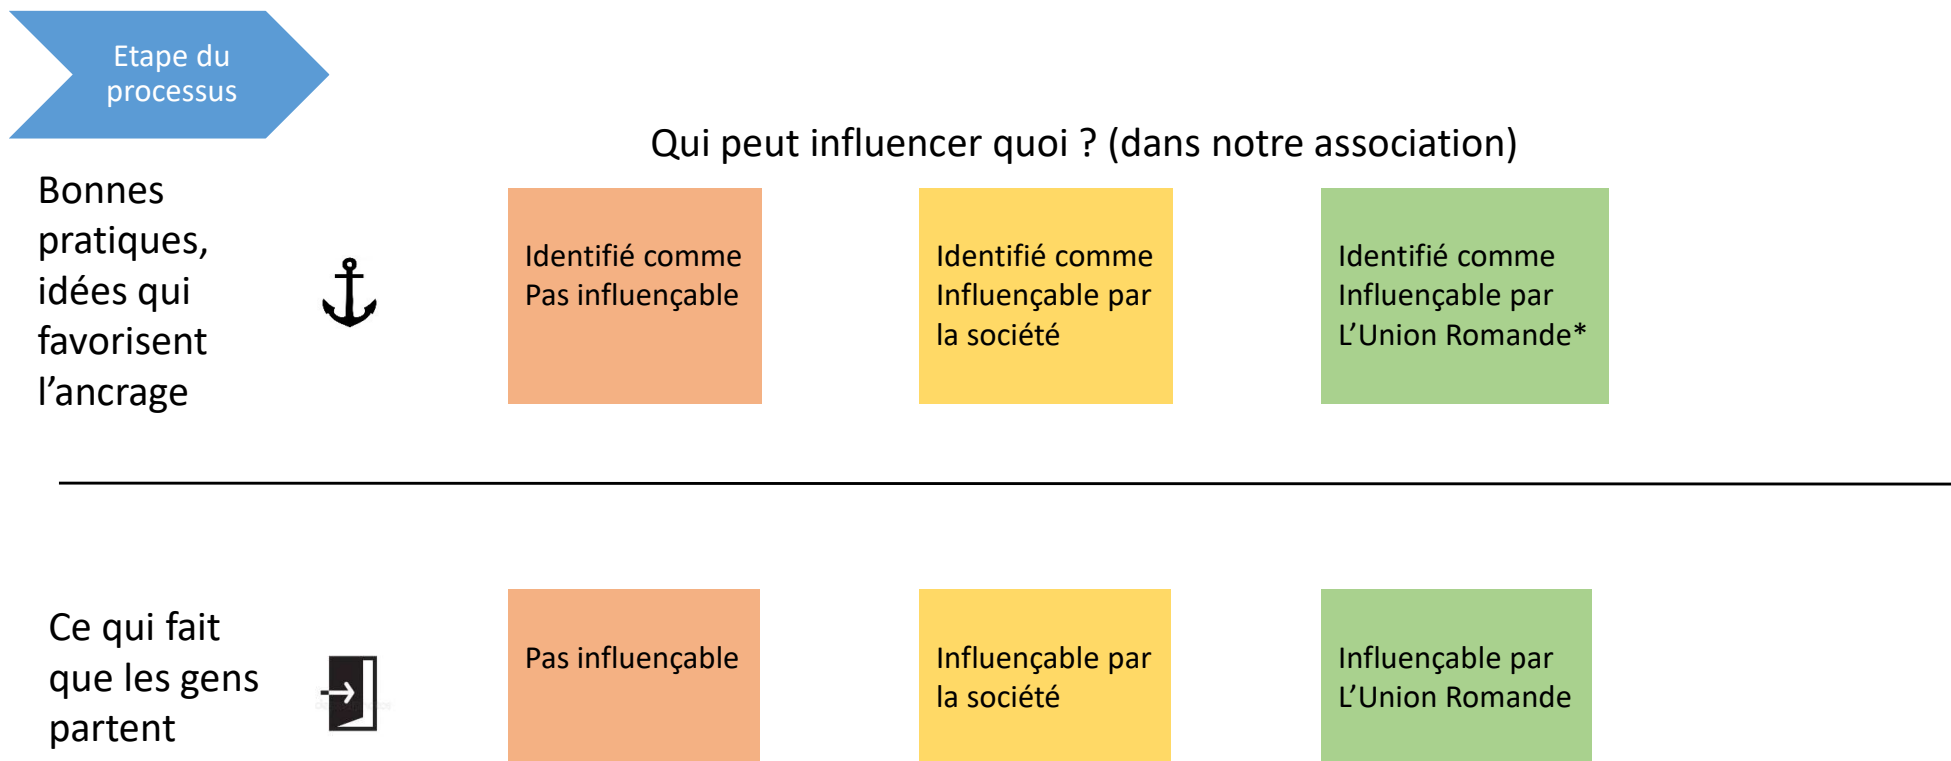 Etape du
processus
Qui peut influencer quoi ? (dans notre association)
Bonnes
pratiques,
idées qui
favorisent
l’ancrage
Identifié comme
Pas influençable
Identifié comme
Influençable par
la société
Identifié comme
Influençable par
L’Union Romande*
Ce qui fait
que les gens
partent
Pas influençable
Influençable par
la société
Influençable par
L’Union Romande